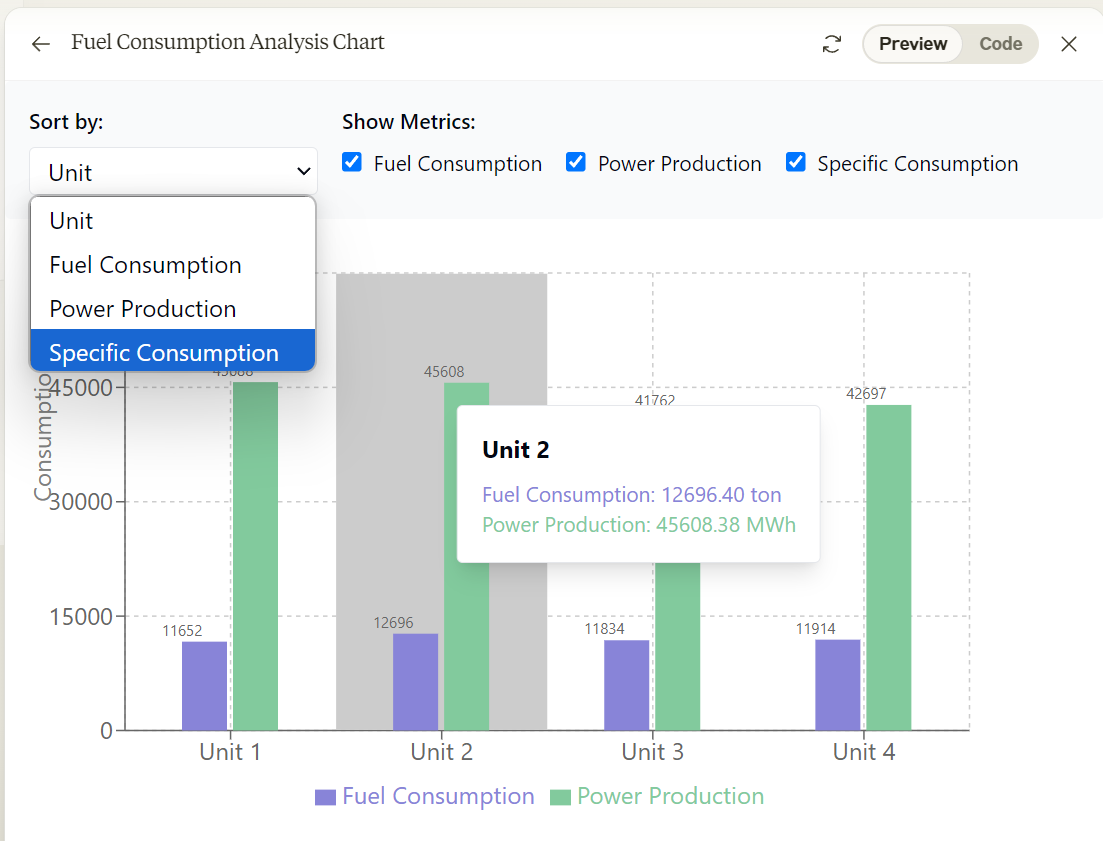 Fuel Consumption Analysis Chart
Preview
Code
Sort by:
Show Metrics:
Unit
Fuel Consumption
Power Production
Specific Consumption
Unit
Fuel Consumption
Power Production
Specific Consumption
45000
30000
15000
0
45608
41762
42697
11652
12696
11834
11914
Unit 2
Fuel Consumption: 12696.40 ton
Power Production: 45608.38 MWh
Unit 1
Unit 2
Unit 3
Unit 4
Fuel Consumption
Power Production